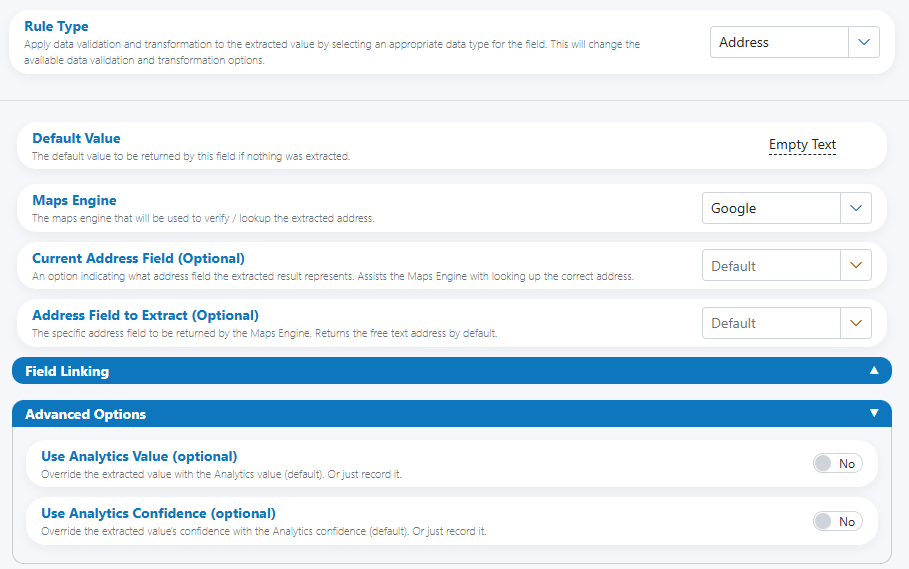 Rule Type
Apply data validation and transformation to the extracted value by selecting an appropriate data type for the field. This will change the
available data validation and transformation options.
Address
Default Value
The default value to be returned by this field if nothing was extracted.
Empty Text
Maps Engine
The maps engine that will be used to verify / lookup the extracted address.
Google
Current Address Field (Optional)
An option indicating what address field the extracted result represents. Assists the Maps Engine with looking up the correct address.
Default
Address Field to Extract (Optional)
The specific address field to be returned by the Maps Engine. Returns the free text address by default.
Default
Field Linking
Advanced Options
Use Analytics Value (optional)
Override the extracted value with the Analytics value (default). Or just record it.
No
Use Analytics Confidence (optional)
Override the extracted value's confidence with the Analytics confidence (default). Or just record it.
No